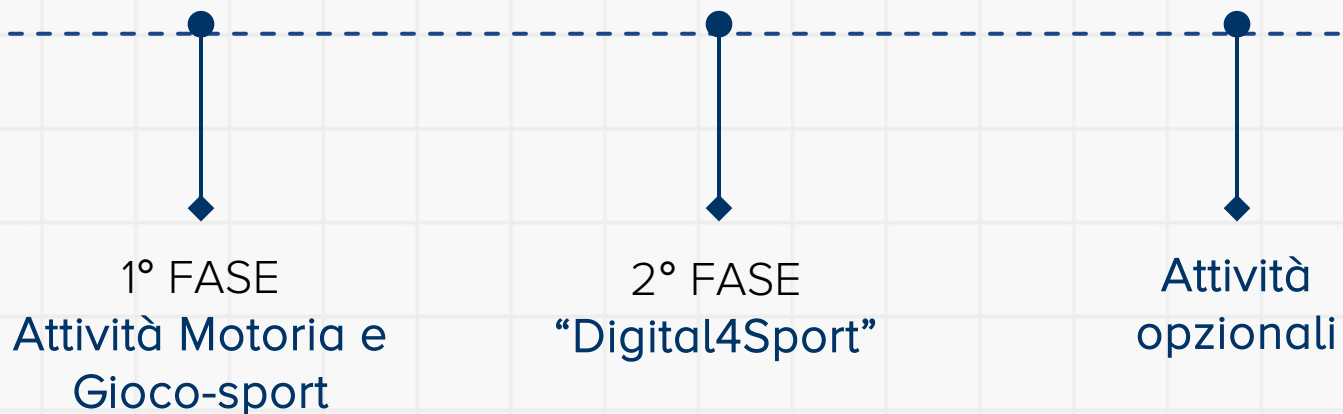 1° FASE
Attività Motoria e
Gioco-sport
2° FASE
“Digital4Sport”
Attività
opzionali